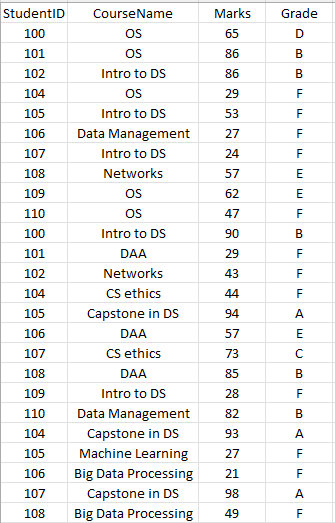 StudentID CourseName Marks Grade
100 OS 65 D
101 OS 86 B
102 Intro to DS 86 B
104 OS 29 F
105 Intro to DS 53 F
106 Data Management 27 F
107 Intro to DS 24 F
108 Networks 57 E
109 OS 62 E
110 OS 47 F
100 Intro to DS 90 B
101 DAA 29 F
102 Networks 43 F
104 CS ethics 44 F
105 Capstone in DS 94 A
106 DAA 57 E
107 CS ethics 73 C
108 DAA 85 B
109 Intro to DS 28 F
110 Data Management 82 B
104 Capstone in DS 93 A
105 Machine Learning 27 F
106 Big Data Processing 21 F
107 Capstone in DS 98 A
108 Big Data Processing 49 F